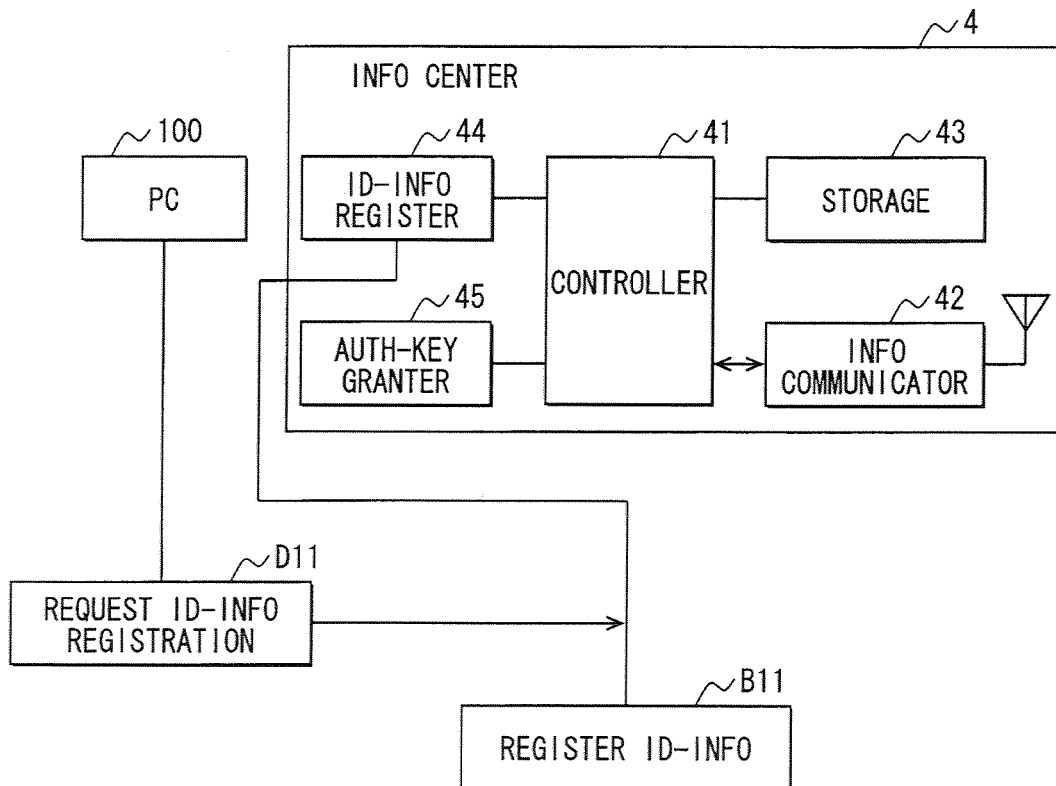 4
INFO CENTER
100
PC
44
ID-INFO
REGISTER
41
CONTROLLER
43
STORAGE
45
AUTH-KEY
GRANTER
42
INFO
COMMUNICATOR
D11
REQUEST ID-INFO
REGISTRATION
B11
REGISTER ID-INFO